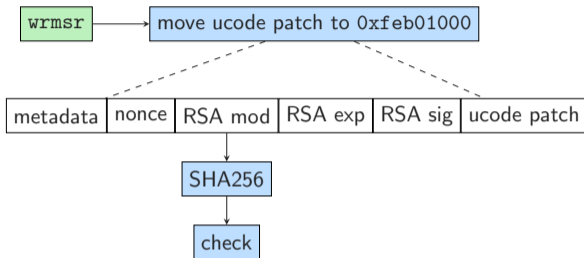 wrmsr move ucode patch to 0xfeb01000
metadata nonce RSA mod RSA exp RSA sig ucode patch
SHA256
check